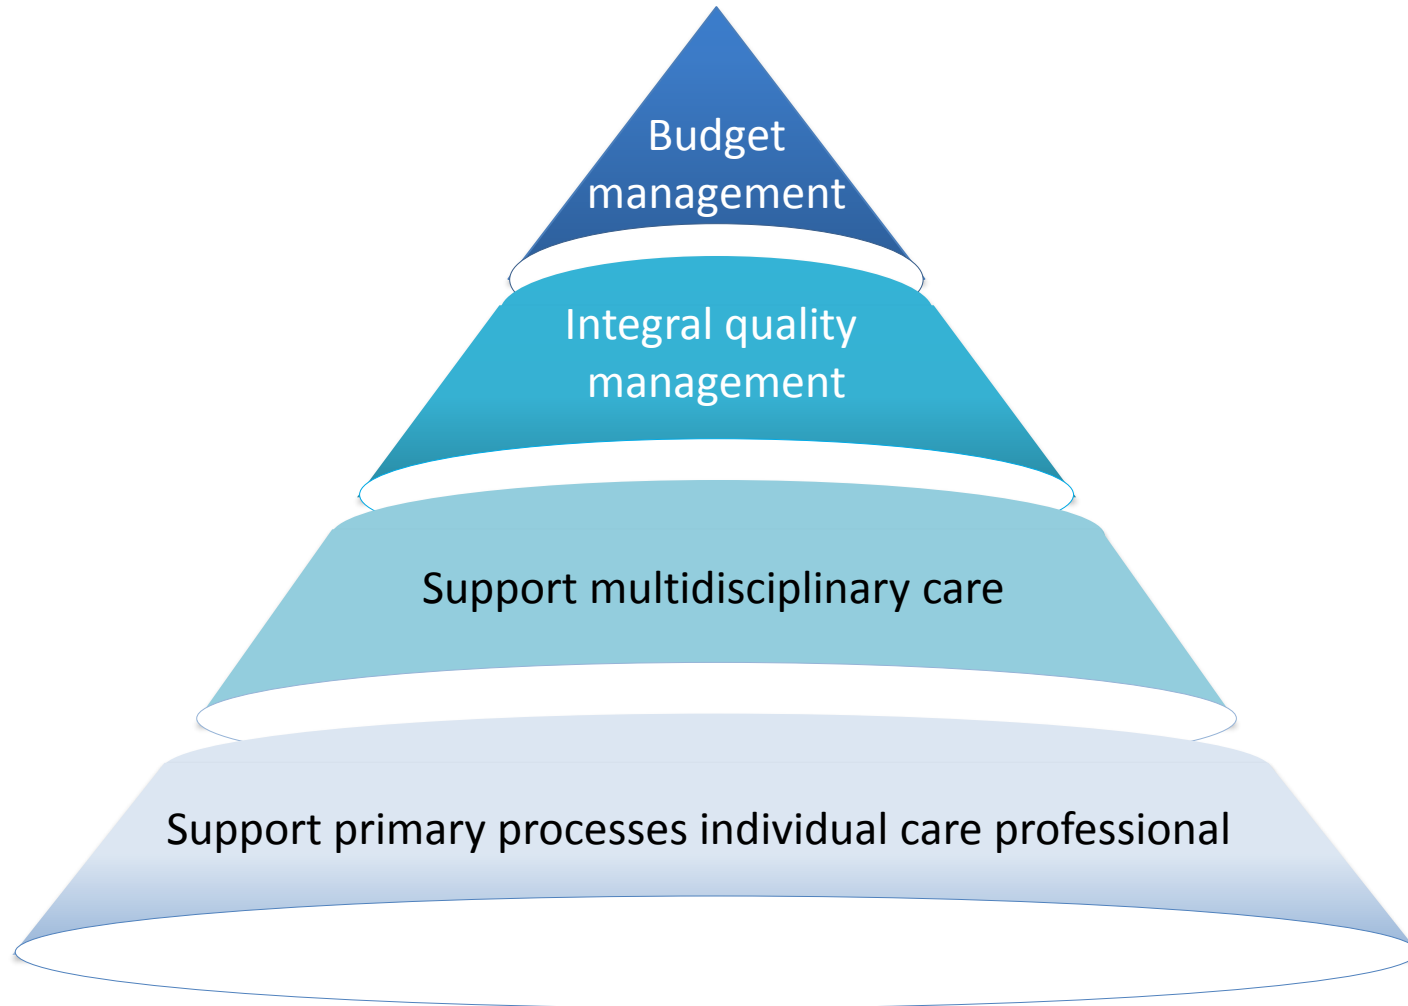 Budget
management
Integral quality
management
Support multidisciplinary care
Support primary processes individual care professional